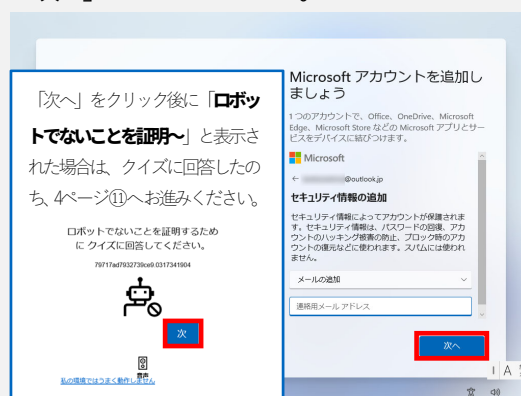 「次へ」をクリック後に「ロボッ
トでないことを証明～」と表示さ
れた場合は、クイズに回答したの
ち、4ページ⑪へお進みください。
ロボットでないことを証明するため
に クイズに回答してください。
79717ad7932739ce9.0317341904
次
音声
私の環境ではうまく動作しません
Microsoft アカウントを追加し
ましょう
1 つのアカウントで、Office、OneDrive、Microsoft
Edge、Microsoft Store などの Microsoft アプリとサー
ビスをデバイスに結びつけます。
Microsoft
← @outlook.jp
セキュリティ情報の追加
セキュリティ情報によってアカウントが保護されま
す。セキュリティ情報は、パスワードの回復、アカ
ウントのハッキング被害の防止、ブロック時のアカ
ウントの復元などに使われます。スパムには使われ
ません。
メールの追加
連絡用メール アドレス
次へ
A